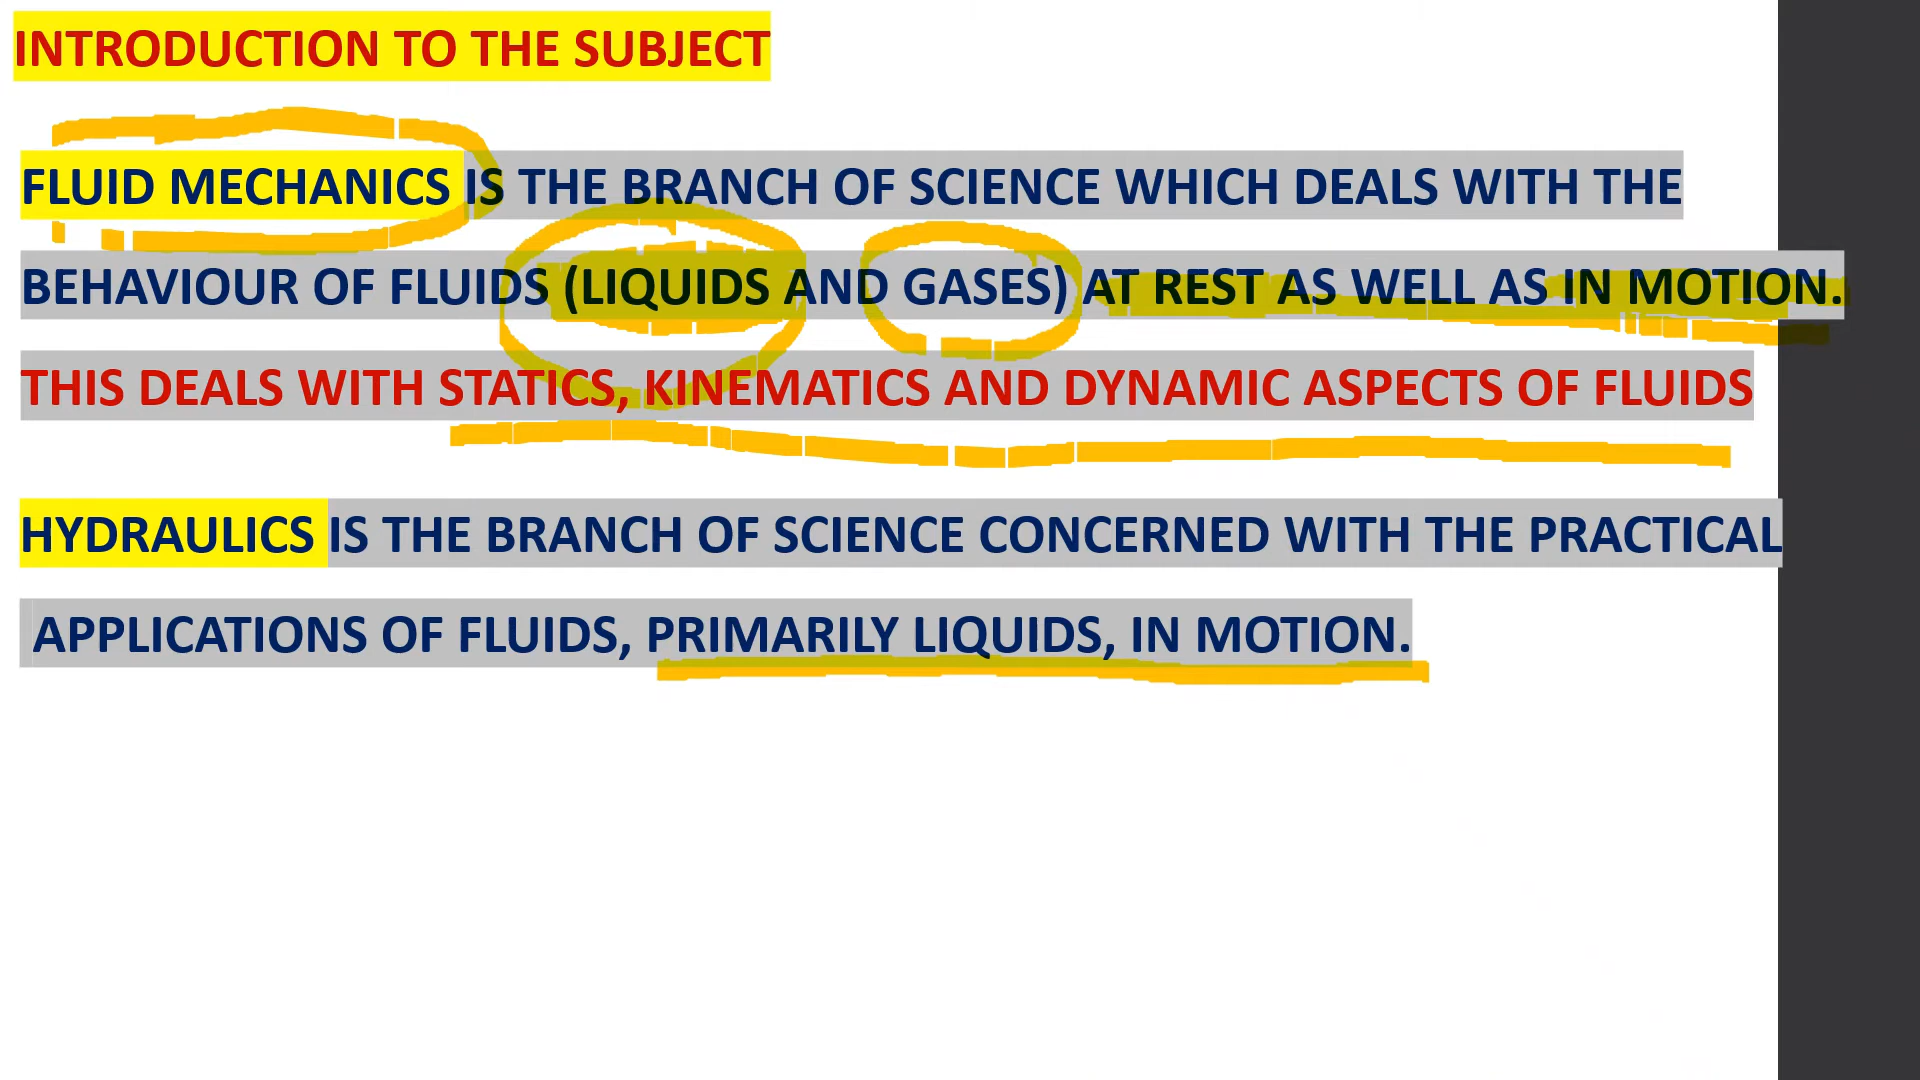 INTRODUCTION TO THE SUBJECT
FLUID MECHANICS IS THE BRANCH OF SCIENCE WHICH DEALS WITH THE
BEHAVIOUR OF FLUIDS (LIQUIDS AND GASES) AT REST AS WELL AS IN MOTION.
THIS DEALS WITH STATICS, KINEMATICS AND DYNAMIC ASPECTS OF FLUIDS
HYDRAULICS IS THE BRANCH OF SCIENCE CONCERNED WITH THE PRACTICAL
APPLICATIONS OF FLUIDS, PRIMARILY LIQUIDS, IN MOTION.